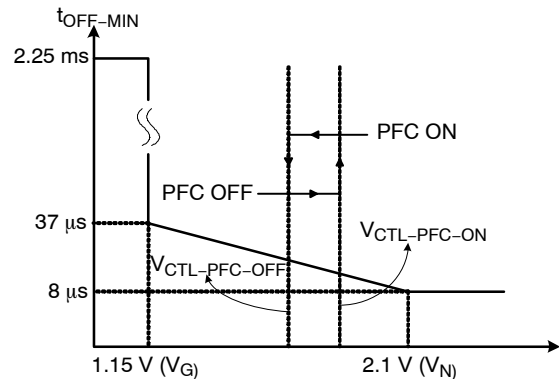 tOFF–MIN
2.25 ms
PFC ON
PFC OFF
37 μs
VCTL–PFC–ON
VCTL–PFC–OFF
8 μs
1.15 V (VG)
2.1 V (VN)